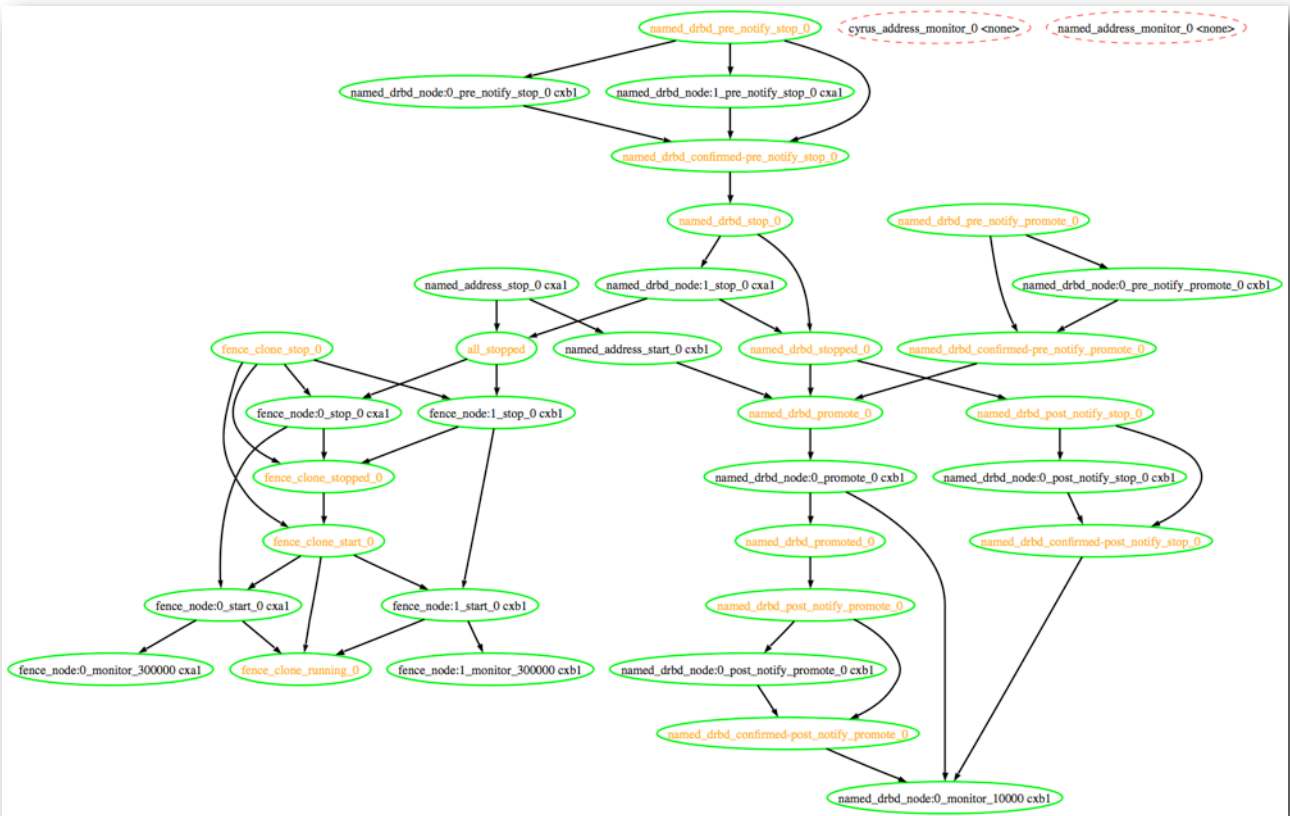 named_drbd_pre_notify_stop_0
cyrus_address_monitor_0 <none>
named_address_monitor_0 <none>
named_drbd_node:0_pre_notify_stop_0 cxb1
named_drbd_node:1_pre_notify_stop_0 cxa1
named_drbd_confirmed-pre_notify_stop_0
named_drbd_stop_0
named_drbd_pre_notify_promote_0
named_address_stop_0 cxa1
named_drbd_node:1_stop_0 cxa1
named_drbd_node:0_pre_notify_promote_0 cxb1
fence_clone_stop_0
all_stopped
named_address_start_0 cxb1
named_drbd_stopped_0
named_drbd_confirmed-pre_notify_promote_0
fence_node:0_stop_0 cxa1
fence_node:1_stop_0 cxb1
named_drbd_promote_0
named_drbd_post_notify_stop_0
fence_clone_stopped_0
named_drbd_node:0_promote_0 cxb1
named_drbd_node:0_post_notify_stop_0 cxb1
fence_clone_start_0
named_drbd_promoted_0
named_drbd_confirmed-post_notify_stop_0
fence_node:0_start_0 cxa1
fence_node:1_start_0 cxb1
named_drbd_post_notify_promote_0
fence_node:0_monitor_300000 cxa1
fence_clone_running_0
fence_node:1_monitor_300000 cxb1
named_drbd_node:0_post_notify_promote_0 cxb1
named_drbd_confirmed-post_notify_promote_0
named_drbd_node:0_monitor_10000 cxb1